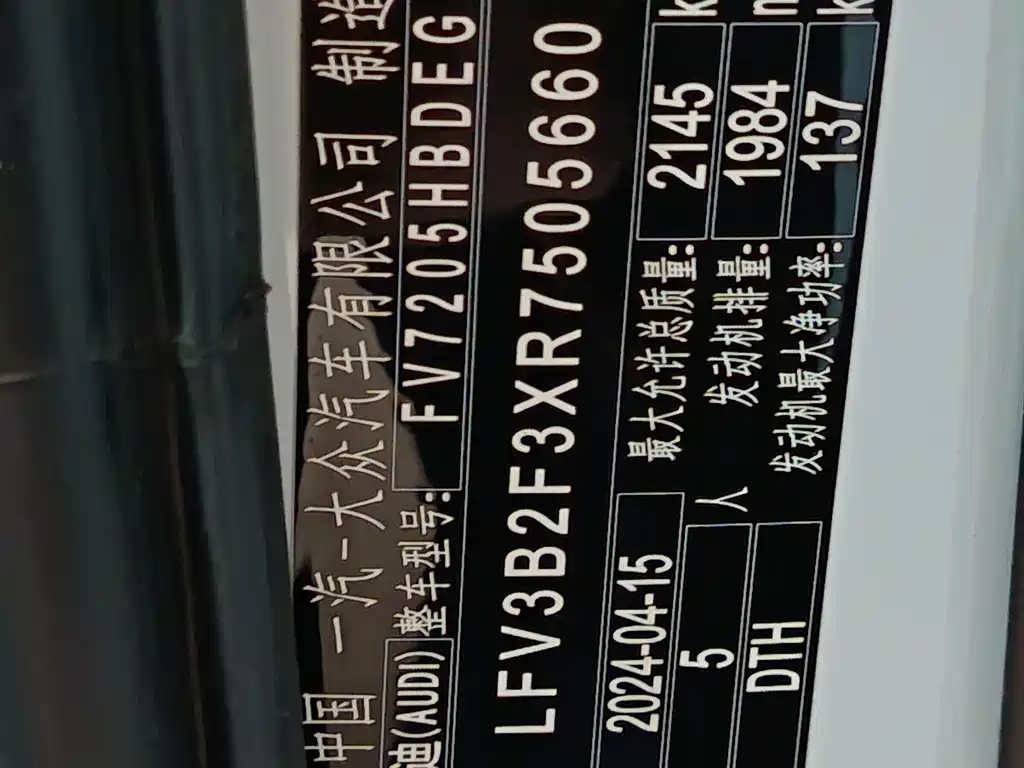 中国 一汽-大众汽车有限公司 制造
迪(AUDI) 整车型号: FV7205HBDEG
LFV3B2F3XR7505660
2024-04-15 最大允许总质量: 2145 k
5 人 发动机排量: 1984 m
DTH 发动机最大净功率: 137 k